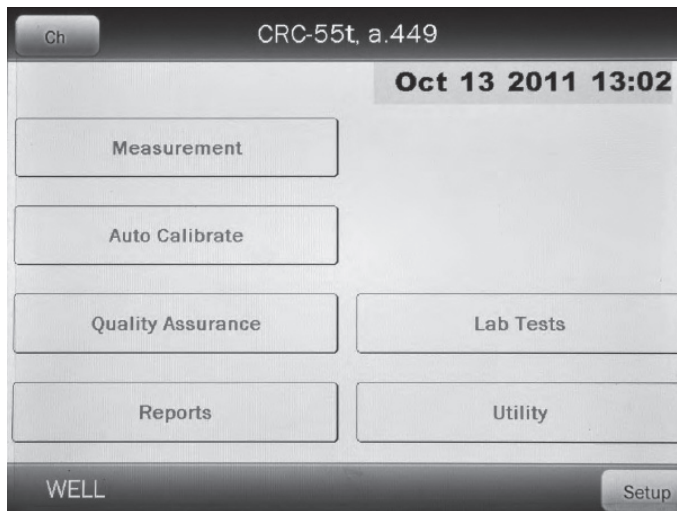 Ch
CRC-55t, a.449
Oct 13 2011 13:02
Measurement
Auto Calibrate
Quality Assurance
Lab Tests
Reports
Utility
WELL
Setup